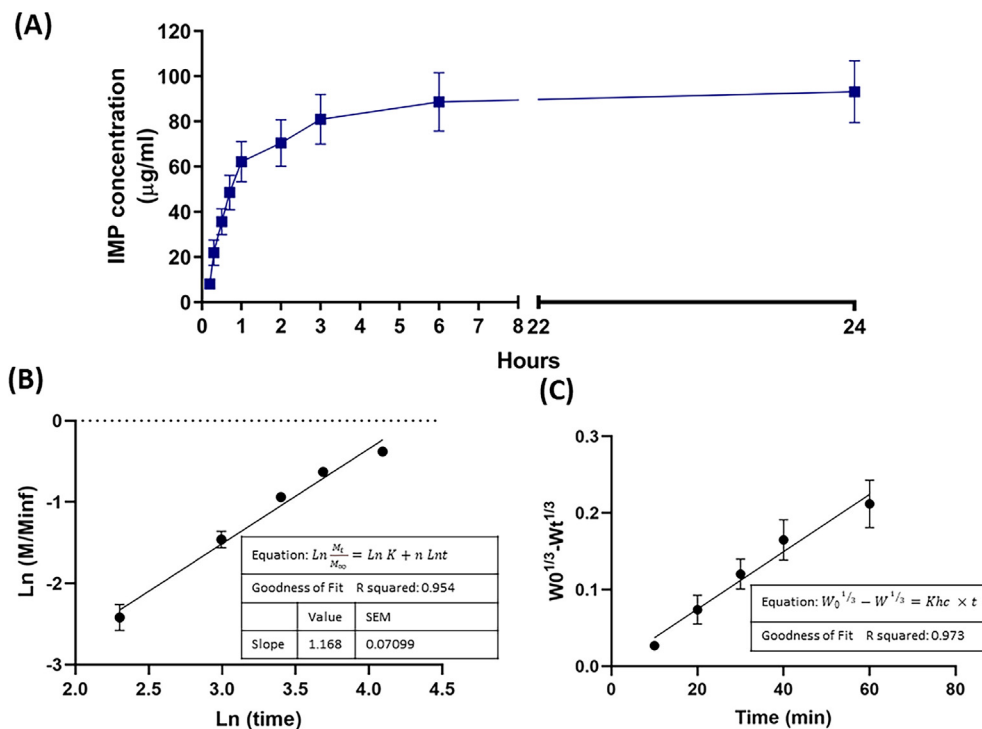 (A)
IMP concentration
(μg/ml)
120
100
80
60
40
20
0
0 1 2 3 4 5 6 7 8 22 24
Hours
(B)
Ln (M/Minf)
0
-1
-2
-3
2.0 2.5 3.0 3.5 4.0 4.5
Ln (time)
Equation: Ln Mt/M∞ = Ln K + n Lnt
Goodness of Fit R squared: 0.954
Value SEM
Slope 1.168 0.07099
(C)
W0^1/3-Wt^1/3
0.3
0.2
0.1
0.0
0 20 40 60 80
Time (min)
Equation: W₀^1/3 − W^1/3 = Khc × t
Goodness of Fit R squared: 0.973